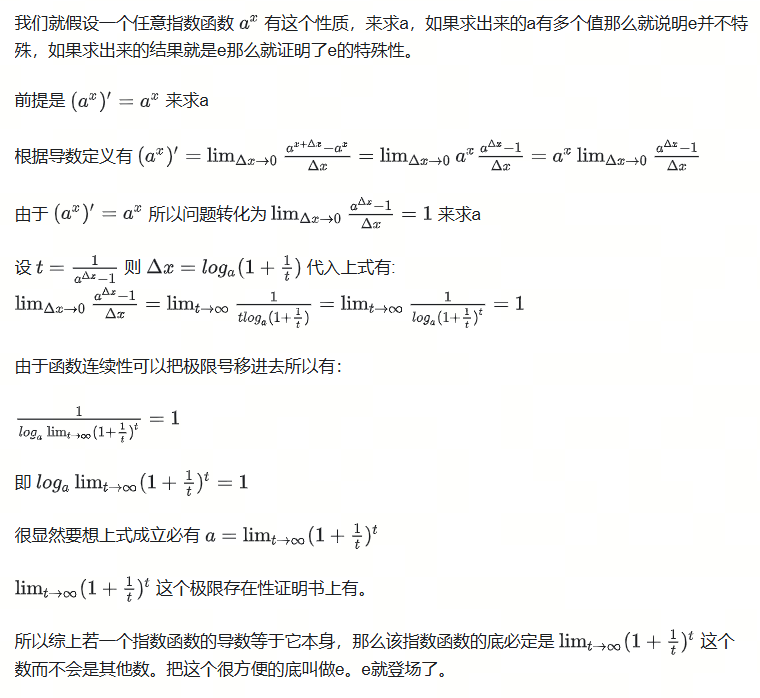 我们就假设一个任意指数函数 $a^x$ 有这个性质，来求a，如果求出来的a有多个值那么就说明e并不特
殊，如果求出来的结果就是e那么就证明了e的特殊性。
前提是 $(a^x)' = a^x$ 来求a
根据导数定义有 $(a^x)' = \lim_{\Delta x \to 0} \frac{a^{x+\Delta x}-a^x}{\Delta x} = \lim_{\Delta x \to 0} a^x \frac{a^{\Delta x}-1}{\Delta x} = a^x \lim_{\Delta x \to 0} \frac{a^{\Delta x}-1}{\Delta x}$
由于 $(a^x)' = a^x$ 所以问题转化为 $\lim_{\Delta x \to 0} \frac{a^{\Delta x}-1}{\Delta x} = 1$ 来求a
设 $t = \frac{1}{a^{\Delta x}-1}$ 则 $\Delta x = log_a(1 + \frac{1}{t})$ 代入上式有:
$\lim_{\Delta x \to 0} \frac{a^{\Delta x}-1}{\Delta x} = \lim_{t \to \infty} \frac{1}{tlog_a(1+\frac{1}{t})} = \lim_{t \to \infty} \frac{1}{log_a(1+\frac{1}{t})^t} = 1$
由于函数连续性可以把极限号移进去所以有：
$\frac{1}{log_a \lim_{t \to \infty}(1+\frac{1}{t})^t} = 1$
即 $log_a \lim_{t \to \infty}(1 + \frac{1}{t})^t = 1$
很显然要想上式成立必有 $a = \lim_{t \to \infty}(1 + \frac{1}{t})^t$
$\lim_{t \to \infty}(1 + \frac{1}{t})^t$ 这个极限存在性证明书上有。
所以综上若一个指数函数的导数等于它本身，那么该指数函数的底必定是 $\lim_{t \to \infty}(1 + \frac{1}{t})^t$ 这个
数而不会是其他数。把这个很方便的底叫做e。e就登场了。